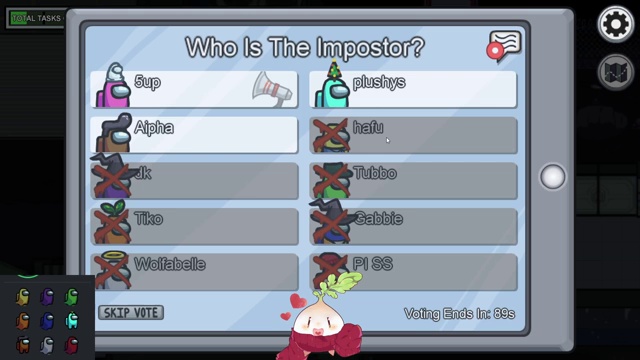 TOTAL TASKS
Who Is The Impostor?
5up
plushys
Aipha
hafu
Jk
Tubbo
Tiko
Gabbie
Wolfabelle
PI SS
SKIP VOTE
Voting Ends In: 89s